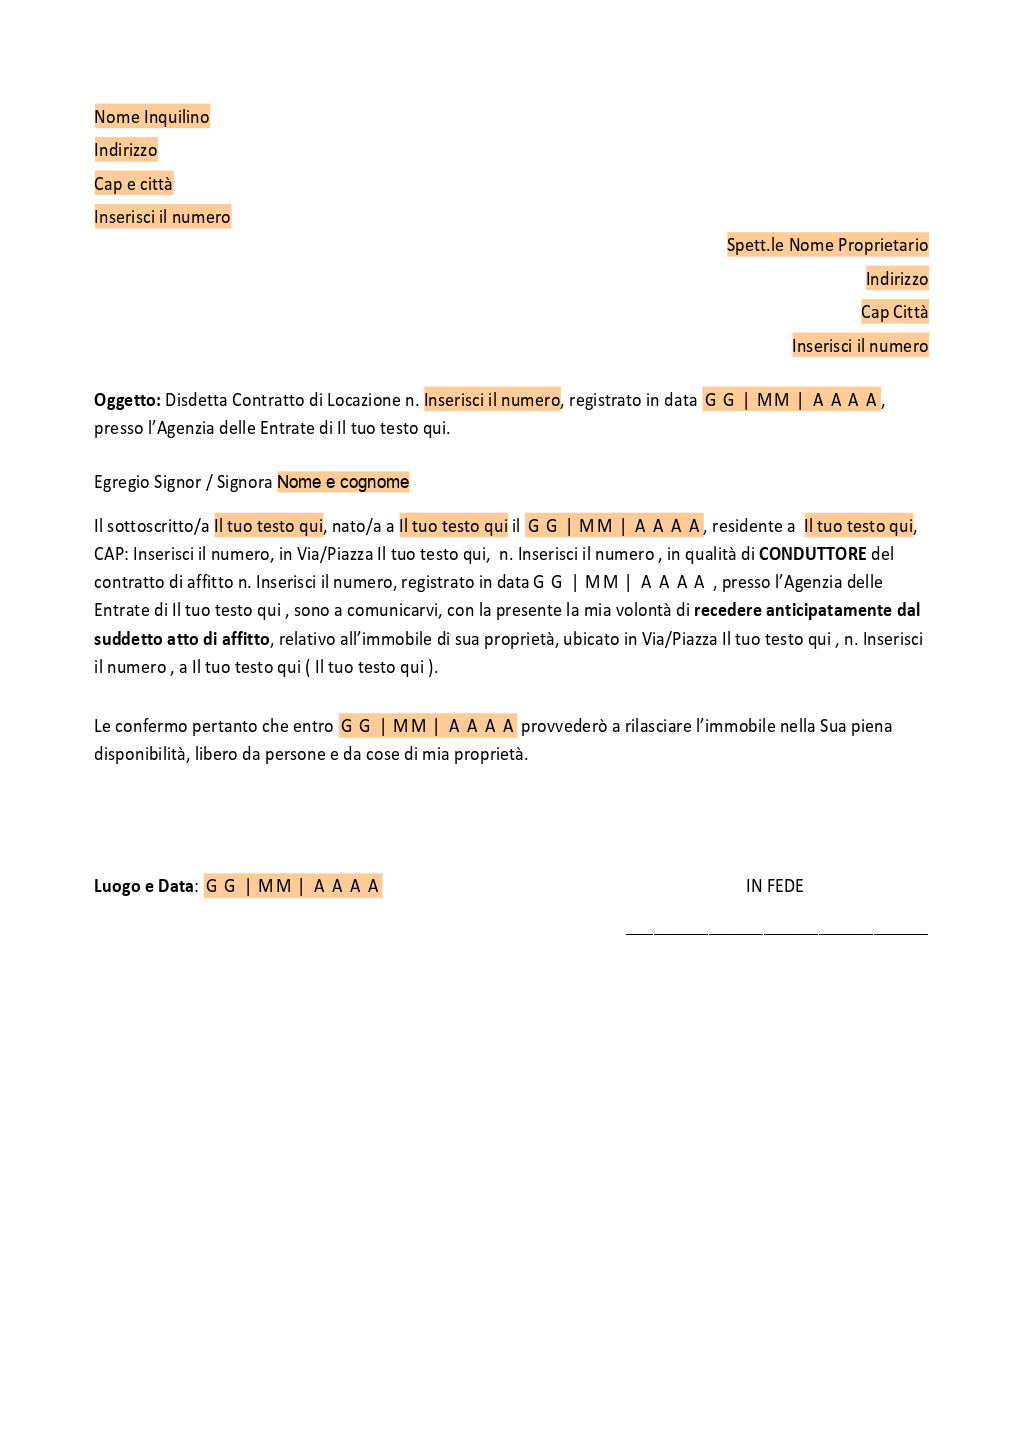 Nome Inquilino
Indirizzo
Cap e città
Inserisci il numero
Spett.le Nome Proprietario
Indirizzo
Cap Città
Inserisci il numero
Oggetto: Disdetta Contratto di Locazione n. Inserisci il numero, registrato in data G G | MM | A A A A,
presso l’Agenzia delle Entrate di Il tuo testo qui.
Egregio Signor / Signora Nome e cognome
Il sottoscritto/a Il tuo testo qui, nato/a a Il tuo testo qui il G G | MM | A A A A, residente a Il tuo testo qui,
CAP: Inserisci il numero, in Via/Piazza Il tuo testo qui, n. Inserisci il numero , in qualità di CONDUTTORE del
contratto di affitto n. Inserisci il numero, registrato in data G G | MM | A A A A , presso l’Agenzia delle
Entrate di Il tuo testo qui , sono a comunicarvi, con la presente la mia volontà di recedere anticipatamente dal
suddetto atto di affitto, relativo all’immobile di sua proprietà, ubicato in Via/Piazza Il tuo testo qui , n. Inserisci
il numero , a Il tuo testo qui ( Il tuo testo qui ).
Le confermo pertanto che entro G G | MM | A A A A provvederò a rilasciare l’immobile nella Sua piena
disponibilità, libero da persone e da cose di mia proprietà.
Luogo e Data: G G | MM | A A A A IN FEDE
_________________________________